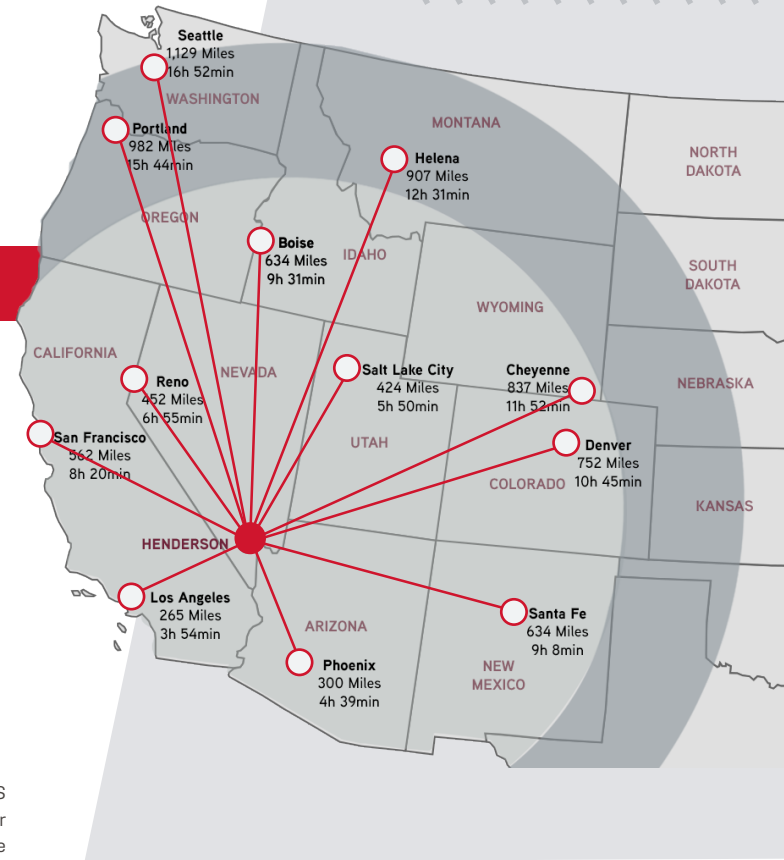 Seattle
1,129 Miles
16h 52min
WASHINGTON
Portland
982 Miles
15h 44min
MONTANA
Helena
907 Miles
12h 31min
NORTH
DAKOTA
OREGON
Boise
634 Miles
9h 31min
IDAHO
SOUTH
DAKOTA
WYOMING
CALIFORNIA
Reno
452 Miles
6h 55min
NEVADA
Salt Lake City
424 Miles
5h 50min
Cheyenne
837 Miles
11h 52min
NEBRASKA
San Francisco
562 Miles
8h 20min
UTAH
Denver
752 Miles
10h 45min
COLORADO
KANSAS
HENDERSON
Los Angeles
265 Miles
3h 54min
ARIZONA
Santa Fe
634 Miles
9h 8min
Phoenix
300 Miles
4h 39min
NEW
MEXICO
S
r
e